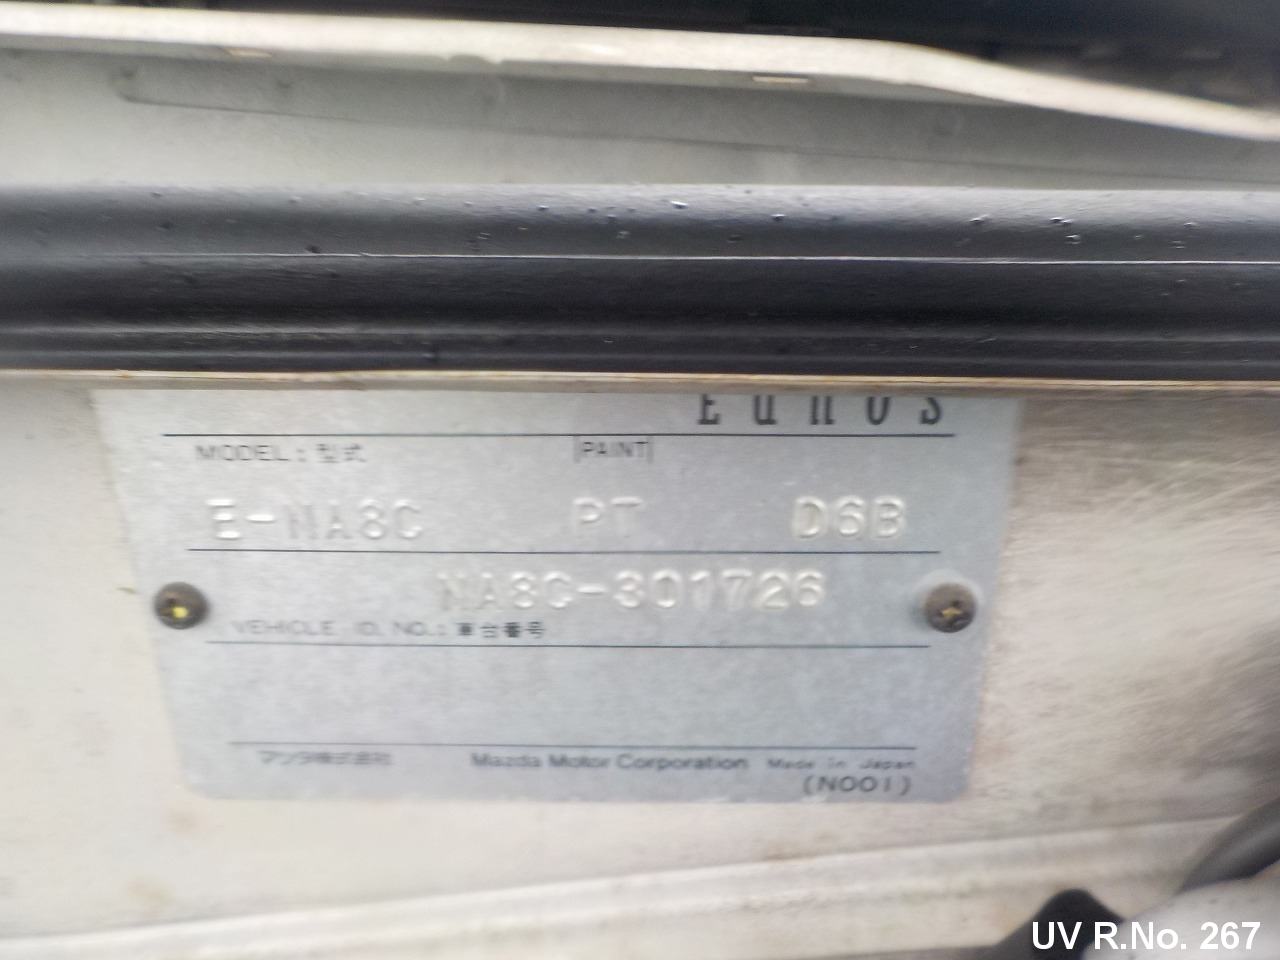 Eunos
MODEL: 型式 PAINT
E-NA8C PT D6B
NA8C-301726
VEHICLE ID. NO.: 車台番号
マツダ株式会社 Mazda Motor Corporation Made in Japan
(N001)
UV R.No. 267